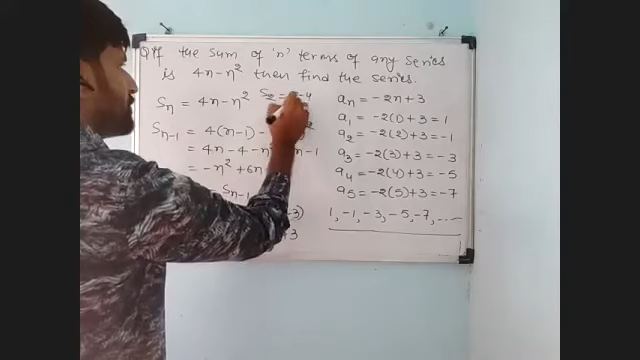 Q If the sum of 'n' terms of any series
is 4n-n² then find the series.
Sₙ = 4n-n²
Sₙ₋₁ = 4(n-1) -
= 4n-4-n²
= -n²+6n
Sₙ₋₁
aₙ = -2n+3
a₁ = -2(1)+3 = 1
a₂ = -2(2)+3 = -1
a₃ = -2(3)+3 = -3
a₄ = -2(4)+3 = -5
a₅ = -2(5)+3 = -7
1, -1, -3, -5, -7, ....